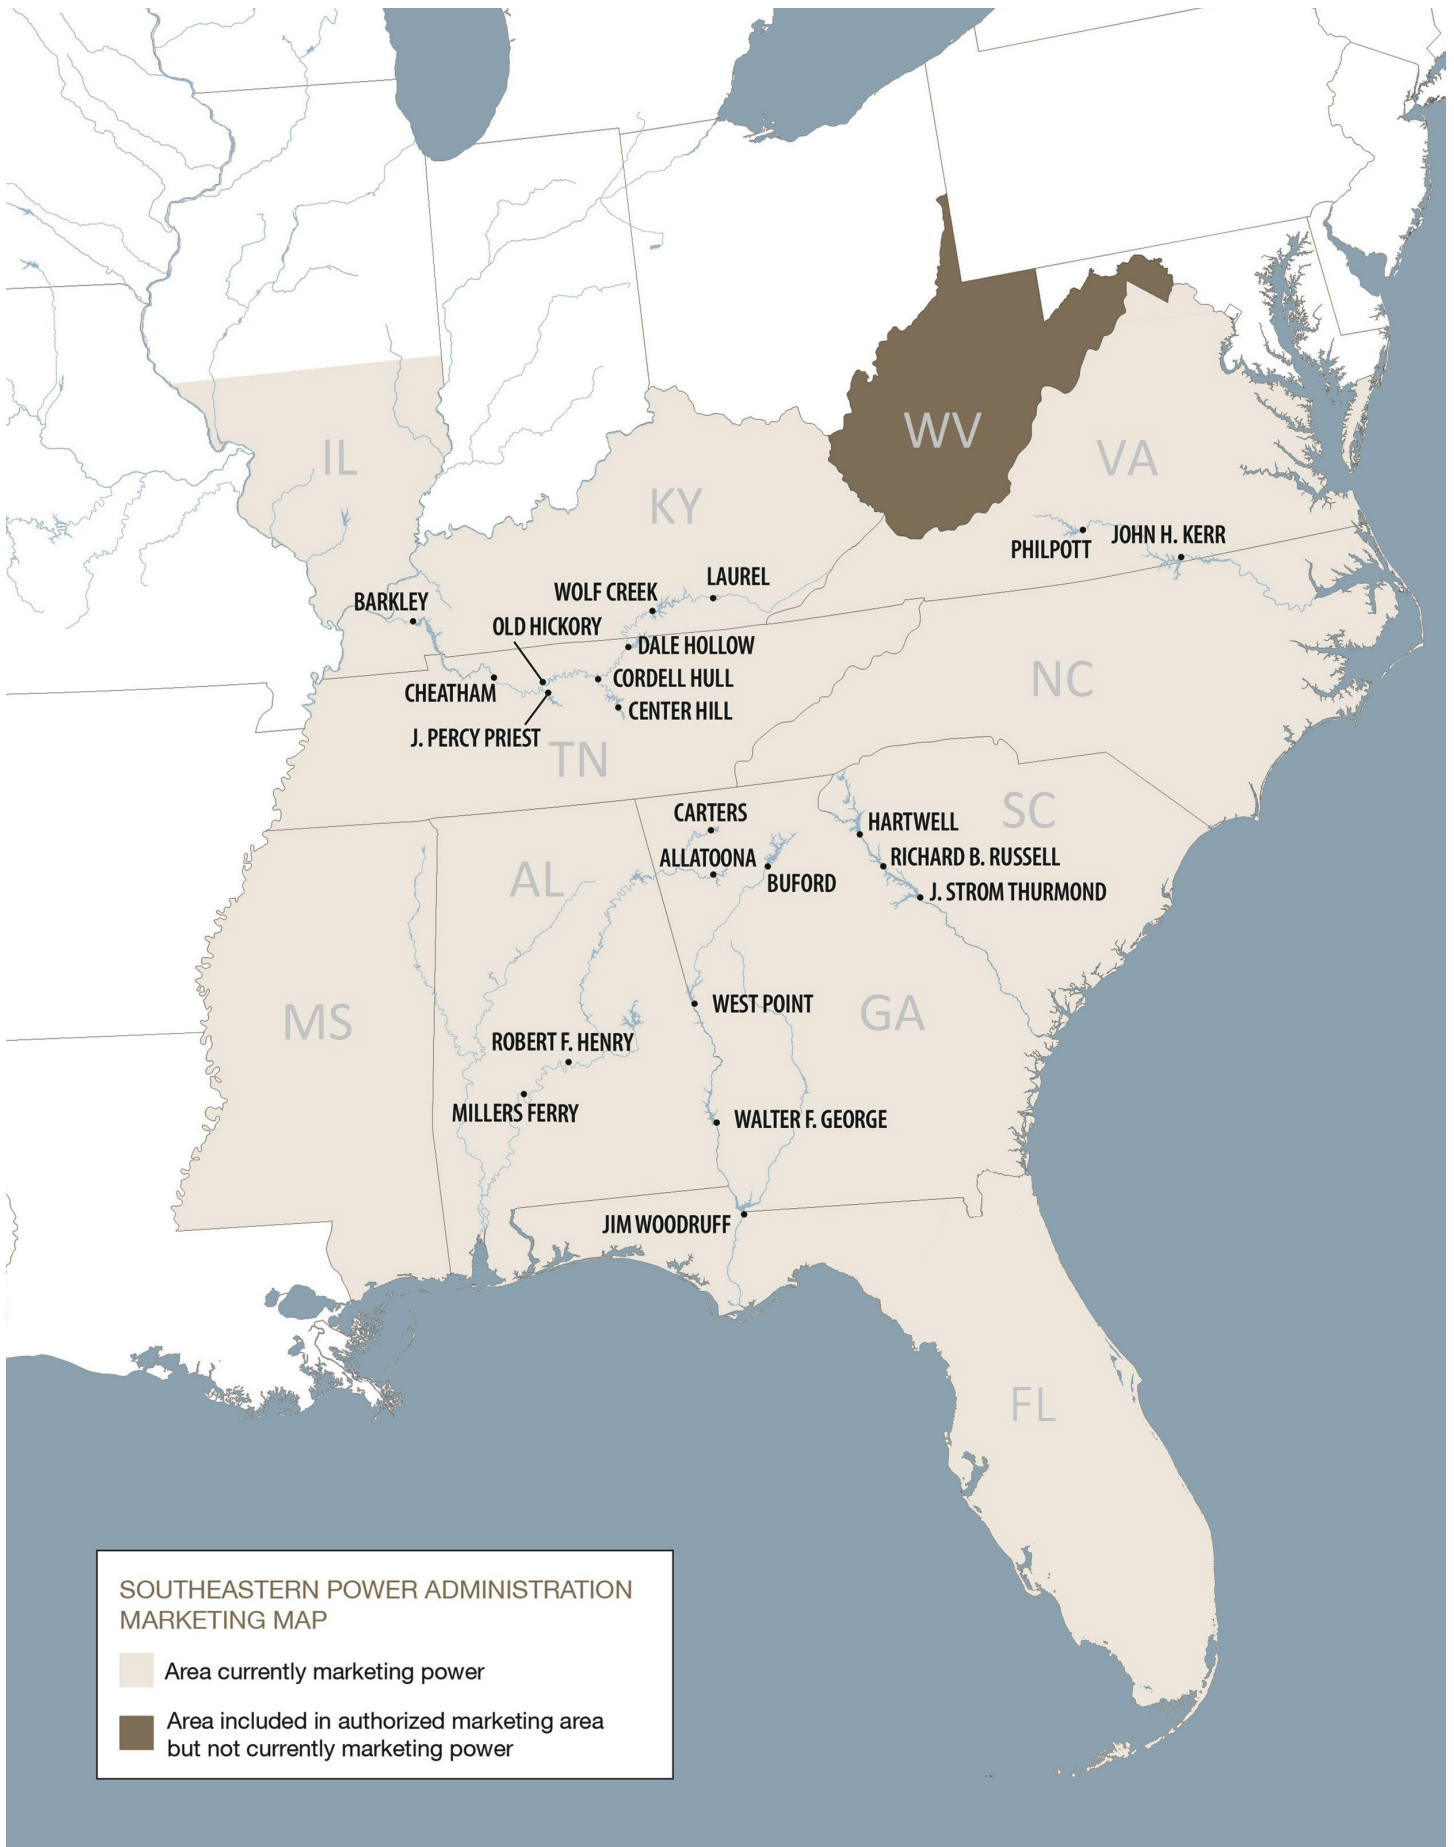 WV
IL
VA
KY
PHILPOTT
JOHN H. KERR
LAUREL
WOLF CREEK
BARKLEY
OLD HICKORY
DALE HOLLOW
CORDELL HULL
CHEATHAM
CENTER HILL
NC
J. PERCY PRIEST
TN
CARTERS
SC
HARTWELL
ALLATOONA
RICHARD B. RUSSELL
AL
BUFORD
J. STROM THURMOND
WEST POINT
GA
MS
ROBERT F. HENRY
MILLERS FERRY
WALTER F. GEORGE
JIM WOODRUFF
FL
SOUTHEASTERN POWER ADMINISTRATION
MARKETING MAP
Area currently marketing power
Area included in authorized marketing area
but not currently marketing power